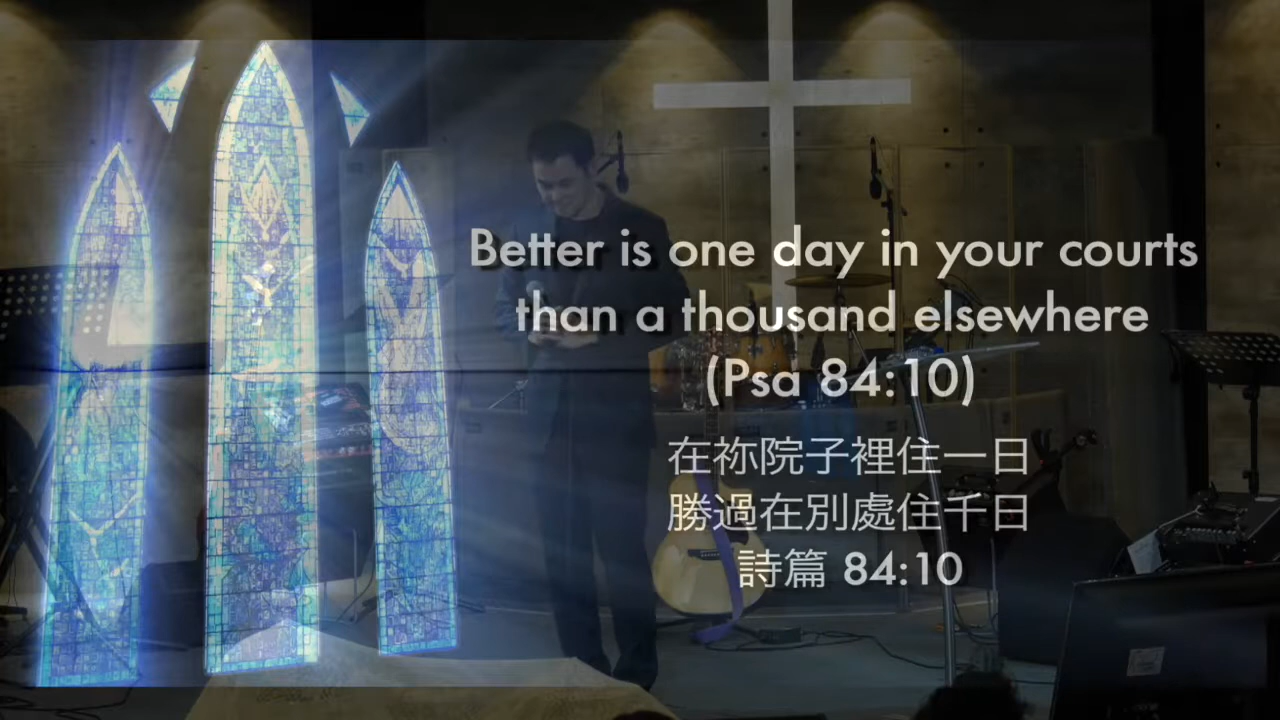 Better is one day in your courts
than a thousand elsewhere
(Psa 84:10)
在祢院子裡住一日
勝過在別處住千日
詩篇 84:10